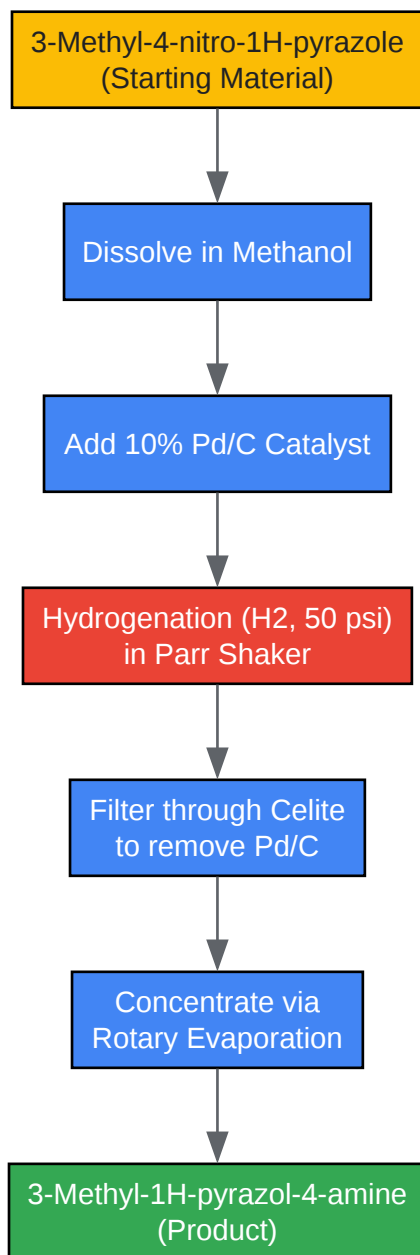 3-Methyl-4-nitro-1H-pyrazole
(Starting Material)
Dissolve in Methanol
Add 10% Pd/C Catalyst
Hydrogenation (H2, 50 psi)
in Parr Shaker
Filter through Celite
to remove Pd/C
Concentrate via
Rotary Evaporation
3-Methyl-1H-pyrazol-4-amine
(Product)